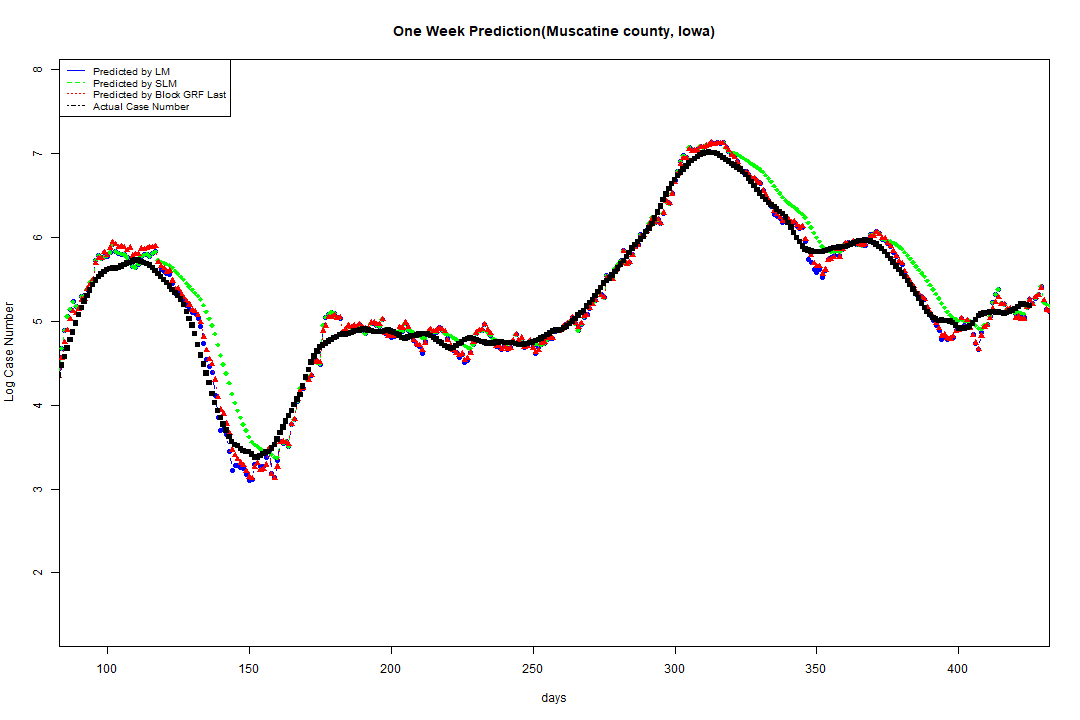 One Week Prediction(Muscatine county, Iowa)
Predicted by LM
Predicted by SLM
Predicted by Block GRF Last
Actual Case Number
8
7
6
5
4
3
2
Log Case Number
100 150 200 250 300 350 400
days